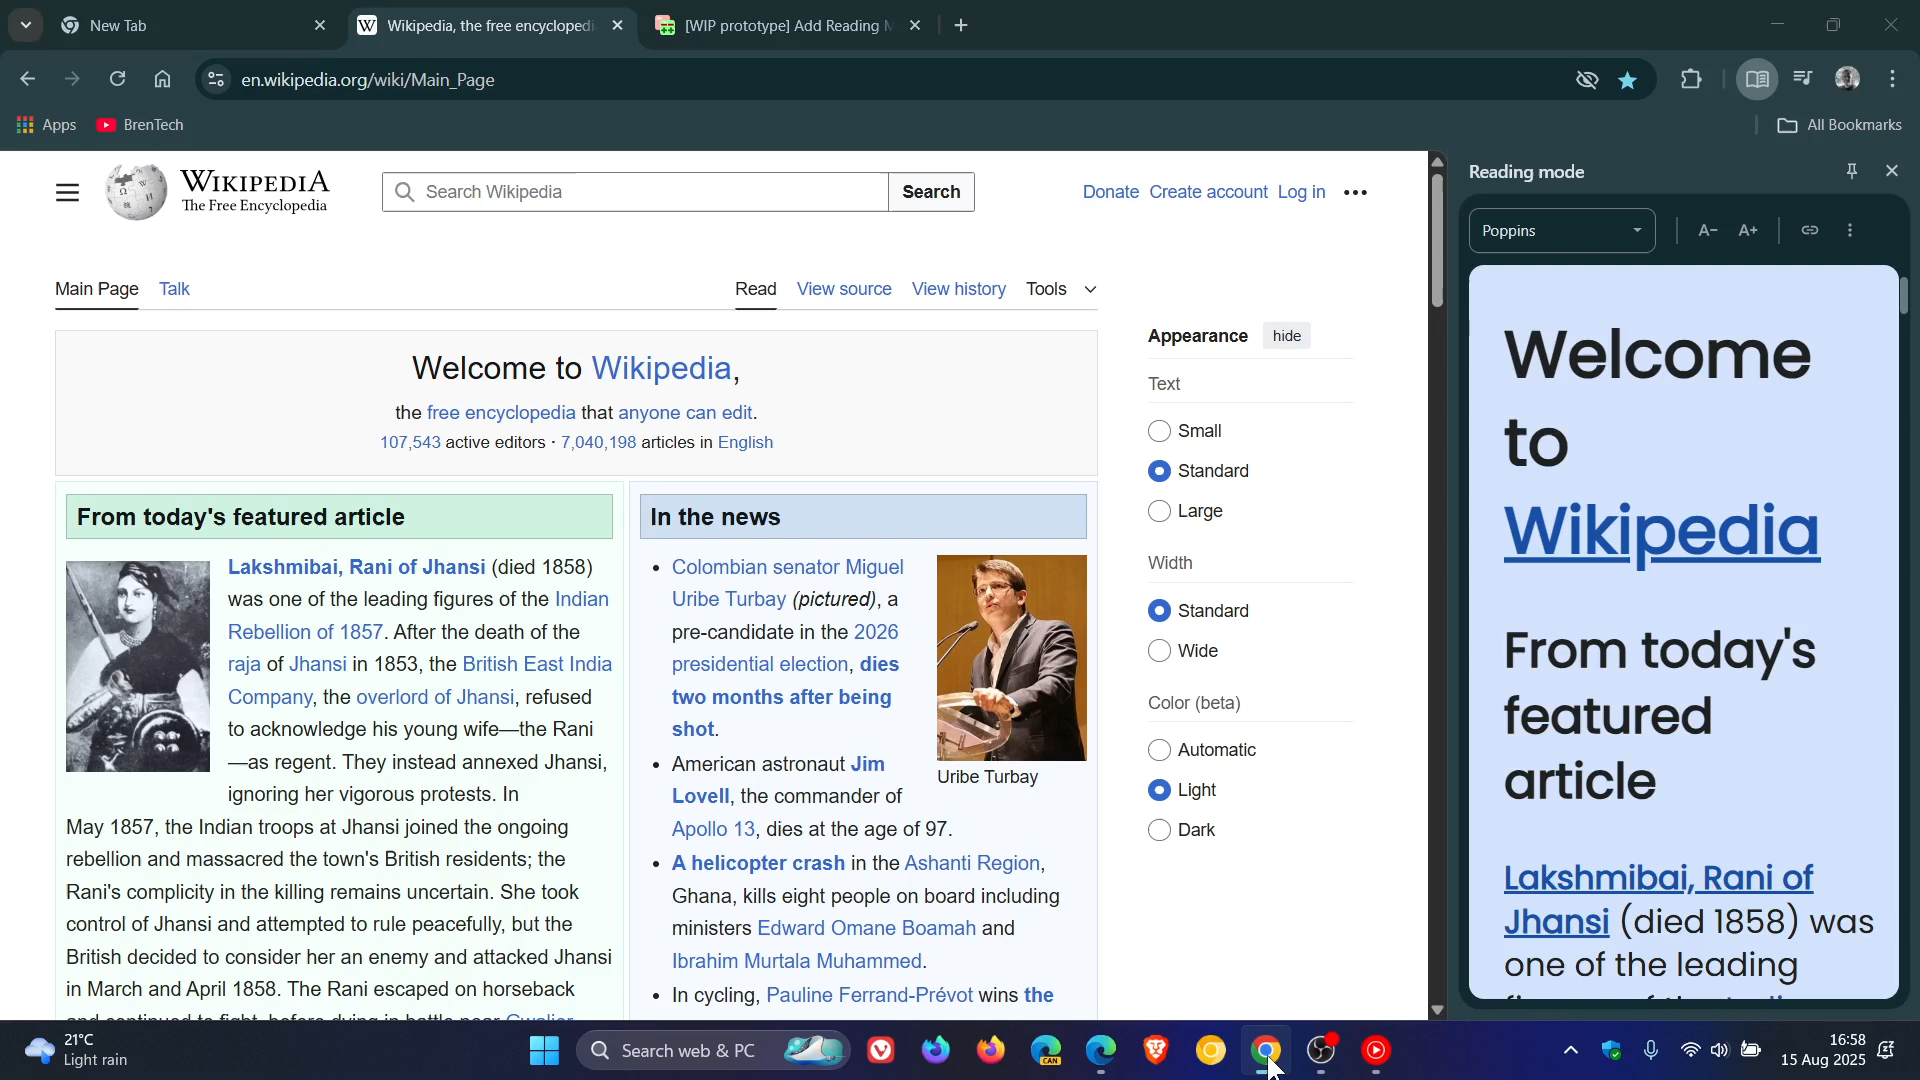 New Tab
Wikipedia, the free encyclopedi
[WIP prototype] Add Reading M
en.wikipedia.org/wiki/Main_Page
Apps
BrenTech
All Bookmarks
WIKIPEDIA
The Free Encyclopedia
Search Wikipedia
Search
Donate Create account Log in
Main Page Talk
Read View source View history Tools
Welcome to Wikipedia,
the free encyclopedia that anyone can edit.
107,543 active editors · 7,040,198 articles in English
From today's featured article
Lakshmibai, Rani of Jhansi (died 1858)
was one of the leading figures of the Indian
Rebellion of 1857. After the death of the
raja of Jhansi in 1853, the British East India
Company, the overlord of Jhansi, refused
to acknowledge his young wife—the Rani
—as regent. They instead annexed Jhansi,
ignoring her vigorous protests. In
May 1857, the Indian troops at Jhansi joined the ongoing
rebellion and massacred the town's British residents; the
Rani's complicity in the killing remains uncertain. She took
control of Jhansi and attempted to rule peacefully, but the
British decided to consider her an enemy and attacked Jhansi
in March and April 1858. The Rani escaped on horseback
and continued to fight, before dying in battle near Gwalior
In the news
Colombian senator Miguel
Uribe Turbay (pictured), a
pre-candidate in the 2026
presidential election, dies
two months after being
shot.
Uribe Turbay
American astronaut Jim
Lovell, the commander of
Apollo 13, dies at the age of 97.
A helicopter crash in the Ashanti Region,
Ghana, kills eight people on board including
ministers Edward Omane Boamah and
Ibrahim Murtala Muhammed.
In cycling, Pauline Ferrand-Prévot wins the
Appearance hide
Text
Small
Standard
Large
Width
Standard
Wide
Color (beta)
Automatic
Light
Dark
Reading mode
Poppins
A-
A+
Welcome
to
Wikipedia
From today's
featured
article
Lakshmibai, Rani of
Jhansi (died 1858) was
one of the leading
21°C
Light rain
Search web & PC
CAN
16:58
15 Aug 2025